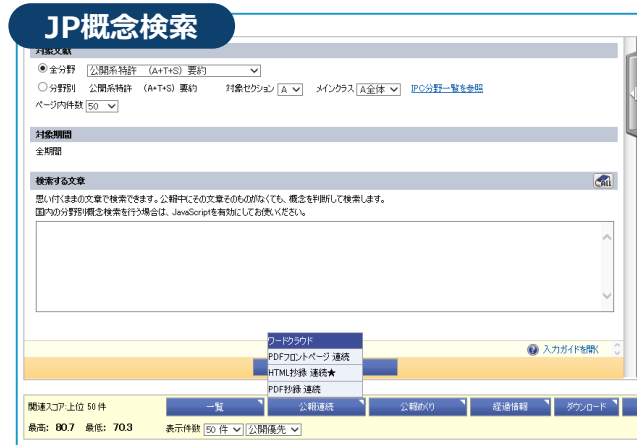 JP概念検索
対象文献
全分野 公開系特許 （A+T+S） 要約
分野別 公開系特許 （A+T+S） 要約 対象セクション A メインクラス A全体 IPC分野一覧を参照
ページ内件数 50
対象期間
全期間
検索する文章
思い付くままの文章で検索できます。公報中にその文章そのものがなくても、概念を判断して検索します。
国内の分野別概念検索を行う場合は、JavaScriptを有効にしてお使いください。
ワードクラウド
PDFフロントページ 連続
HTML抄録 連続★
PDF抄録 連続
入力ガイドを開く
関連スコア:上位 50 件 一覧 公報連続 公報めくり 経過情報 ダウンロード
最高: 80.7 最低: 70.3 表示件数 50 件 公開優先